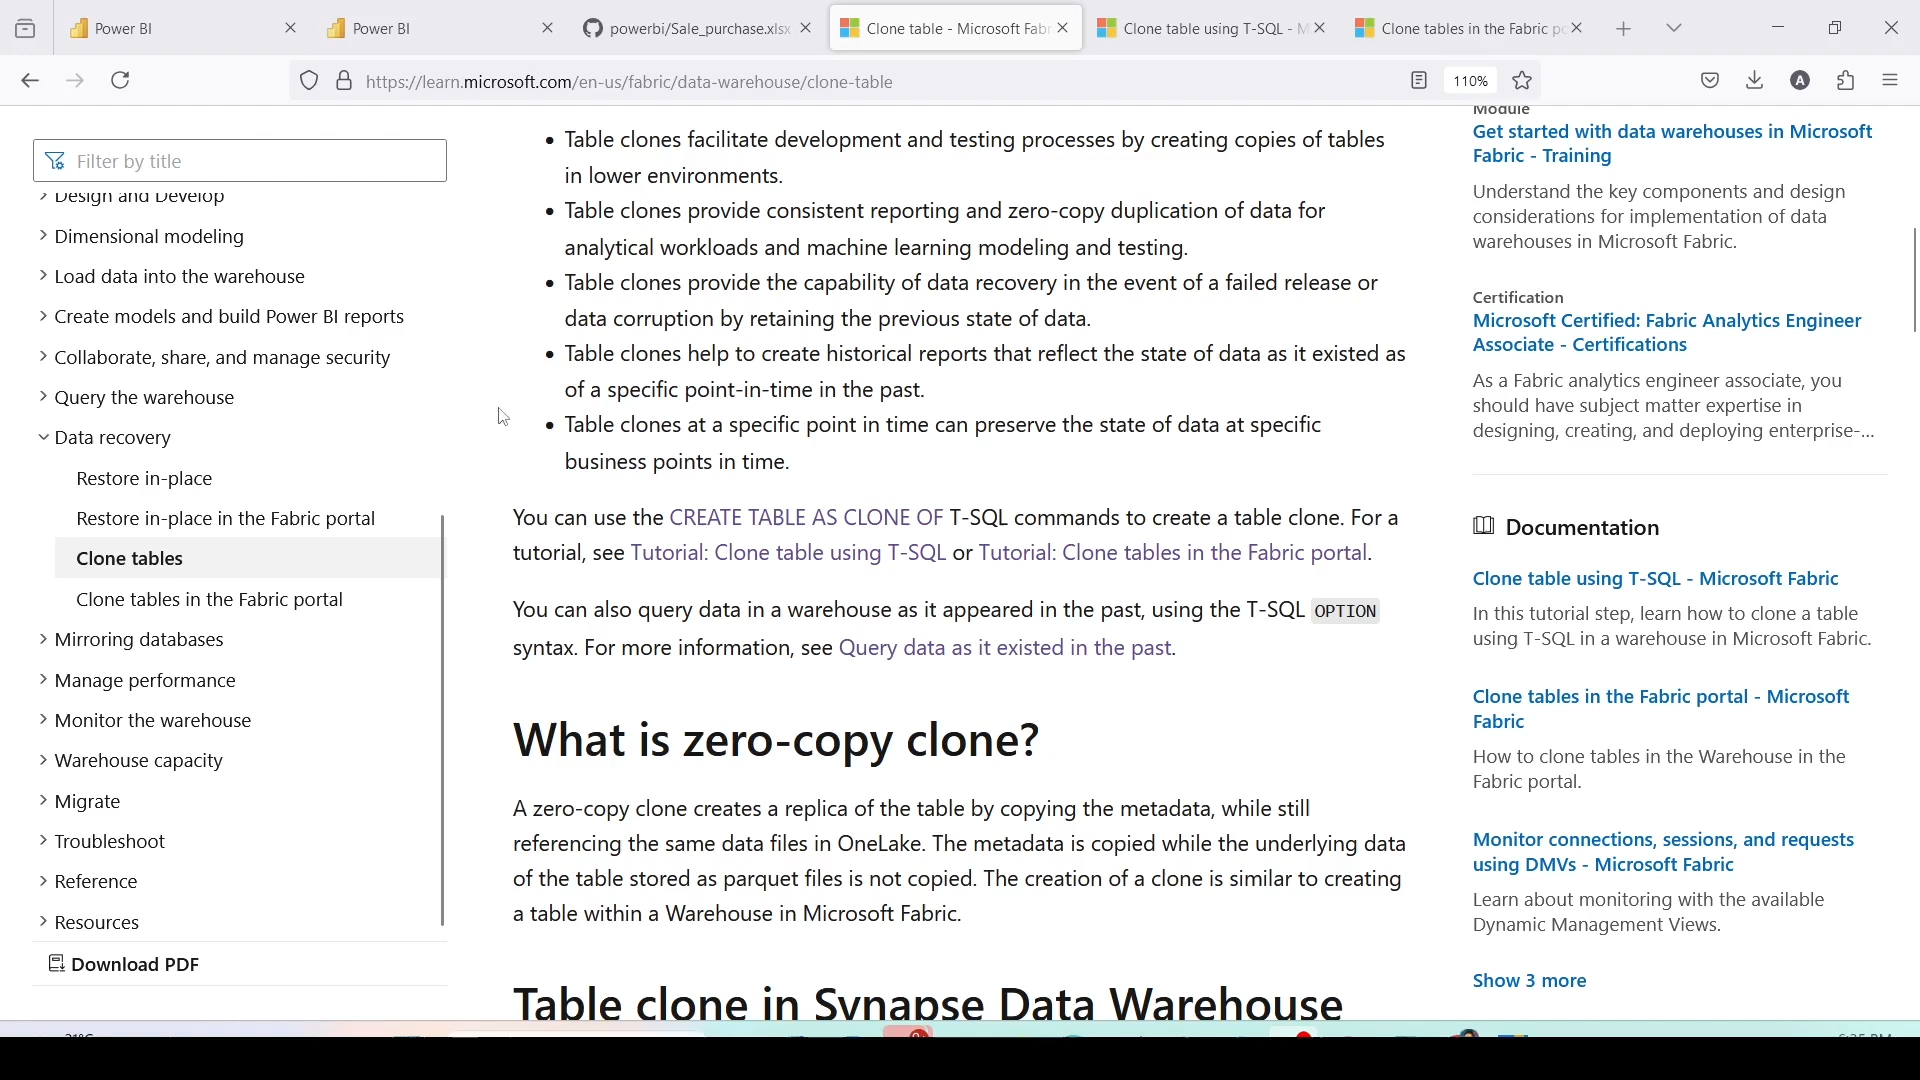 Power BI
Power BI
powerbi/Sale_purchase.xlsx
Clone table - Microsoft Fab
Clone table using T-SQL - M
Clone tables in the Fabric po
https://learn.microsoft.com/en-us/fabric/data-warehouse/clone-table
110%
A
Filter by title
Design and Develop
Dimensional modeling
Load data into the warehouse
Create models and build Power BI reports
Collaborate, share, and manage security
Query the warehouse
Data recovery
Restore in-place
Restore in-place in the Fabric portal
Clone tables
Clone tables in the Fabric portal
Mirroring databases
Manage performance
Monitor the warehouse
Warehouse capacity
Migrate
Troubleshoot
Reference
Resources
Download PDF
• Table clones facilitate development and testing processes by creating copies of tables
in lower environments.
• Table clones provide consistent reporting and zero-copy duplication of data for
analytical workloads and machine learning modeling and testing.
• Table clones provide the capability of data recovery in the event of a failed release or
data corruption by retaining the previous state of data.
• Table clones help to create historical reports that reflect the state of data as it existed as
of a specific point-in-time in the past.
• Table clones at a specific point in time can preserve the state of data at specific
business points in time.
You can use the CREATE TABLE AS CLONE OF T-SQL commands to create a table clone. For a
tutorial, see Tutorial: Clone table using T-SQL or Tutorial: Clone tables in the Fabric portal.
You can also query data in a warehouse as it appeared in the past, using the T-SQL OPTION
syntax. For more information, see Query data as it existed in the past.
What is zero-copy clone?
A zero-copy clone creates a replica of the table by copying the metadata, while still
referencing the same data files in OneLake. The metadata is copied while the underlying data
of the table stored as parquet files is not copied. The creation of a clone is similar to creating
a table within a Warehouse in Microsoft Fabric.
Table clone in Synapse Data Warehouse
Module
Get started with data warehouses in Microsoft
Fabric - Training
Understand the key components and design
considerations for implementation of data
warehouses in Microsoft Fabric.
Certification
Microsoft Certified: Fabric Analytics Engineer
Associate - Certifications
As a Fabric analytics engineer associate, you
should have subject matter expertise in
designing, creating, and deploying enterprise-...
Documentation
Clone table using T-SQL - Microsoft Fabric
In this tutorial step, learn how to clone a table
using T-SQL in a warehouse in Microsoft Fabric.
Clone tables in the Fabric portal - Microsoft
Fabric
How to clone tables in the Warehouse in the
Fabric portal.
Monitor connections, sessions, and requests
using DMVs - Microsoft Fabric
Learn about monitoring with the available
Dynamic Management Views.
Show 3 more